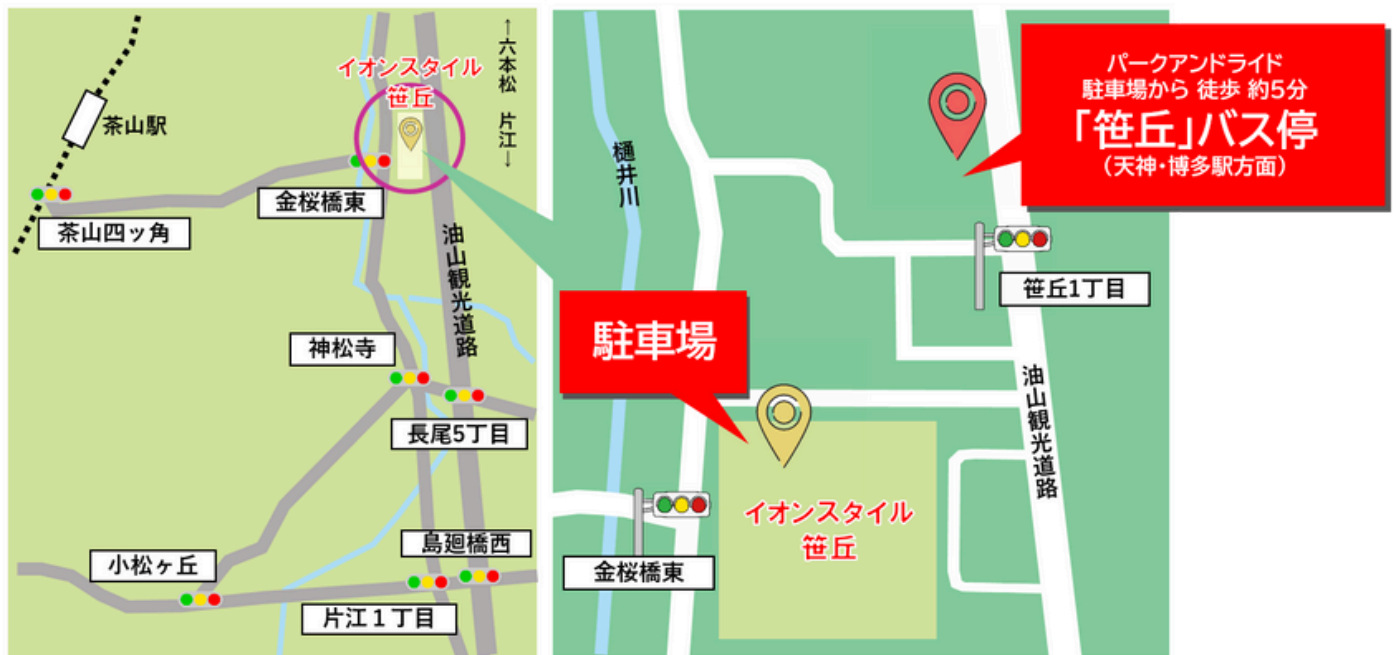 ↑六本松 片江↓
イオンスタイル
笹丘
茶山駅
金桜橋東
茶山四ッ角
油山観光道路
神松寺
長尾5丁目
島廻橋西
小松ヶ丘
片江1丁目
パークアンドライド
駐車場から 徒歩 約5分
「笹丘」バス停
(天神・博多駅方面)
樋井川
笹丘1丁目
駐車場
油山観光道路
イオンスタイル
笹丘
金桜橋東